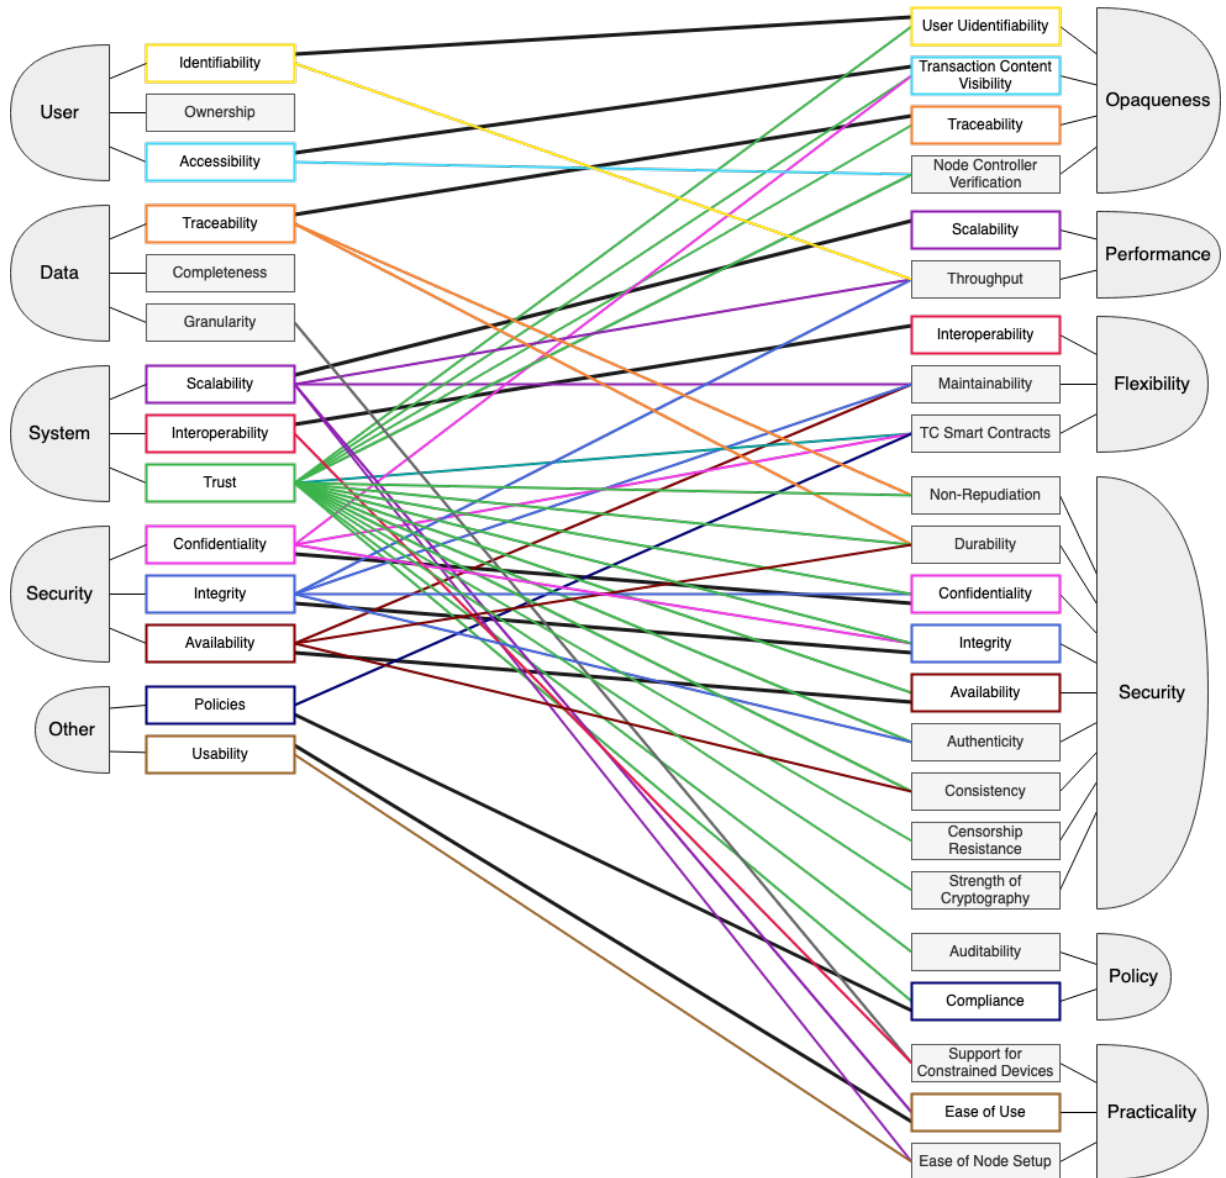 User
Identifiability
Ownership
Accessibility
Data
Traceability
Completeness
Granularity
System
Scalability
Interoperability
Trust
Security
Confidentiality
Integrity
Availability
Other
Policies
Usability
User Uidentifiability
Transaction Content
Visibility
Traceability
Node Controller
Verification
Opaqueness
Scalability
Throughput
Performance
Interoperability
Maintainability
TC Smart Contracts
Flexibility
Non-Repudiation
Durability
Confidentiality
Integrity
Availability
Authenticity
Consistency
Censorship
Resistance
Strength of
Cryptography
Security
Auditability
Compliance
Policy
Support for
Constrained Devices
Ease of Use
Ease of Node Setup
Practicality